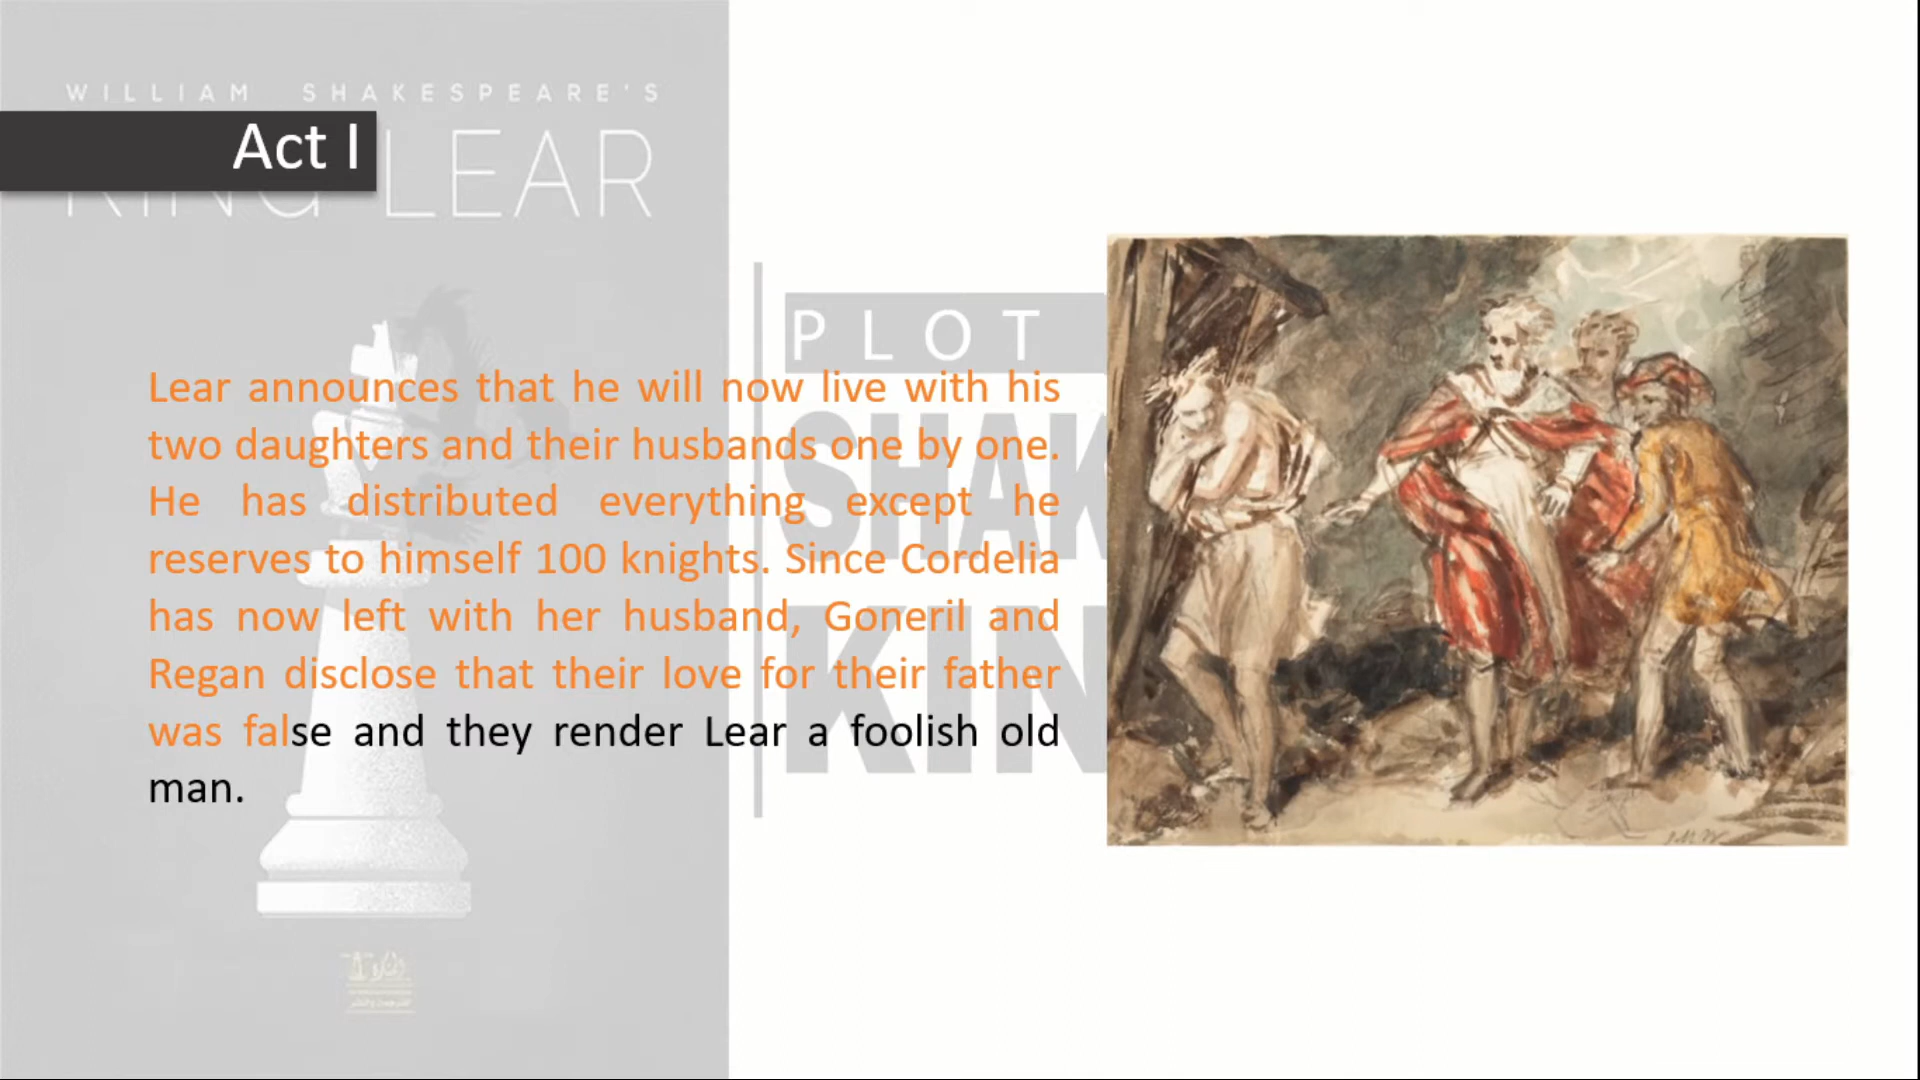 WILLIAM SHAKESPEARE'S
Act I
KING LEAR
PLOT
Lear announces that he will now live with his
two daughters and their husbands one by one.
He has distributed everything except he
reserves to himself 100 knights. Since Cordelia
has now left with her husband, Goneril and
Regan disclose that their love for their father
was false and they render Lear a foolish old
man.
SHAK
KIN